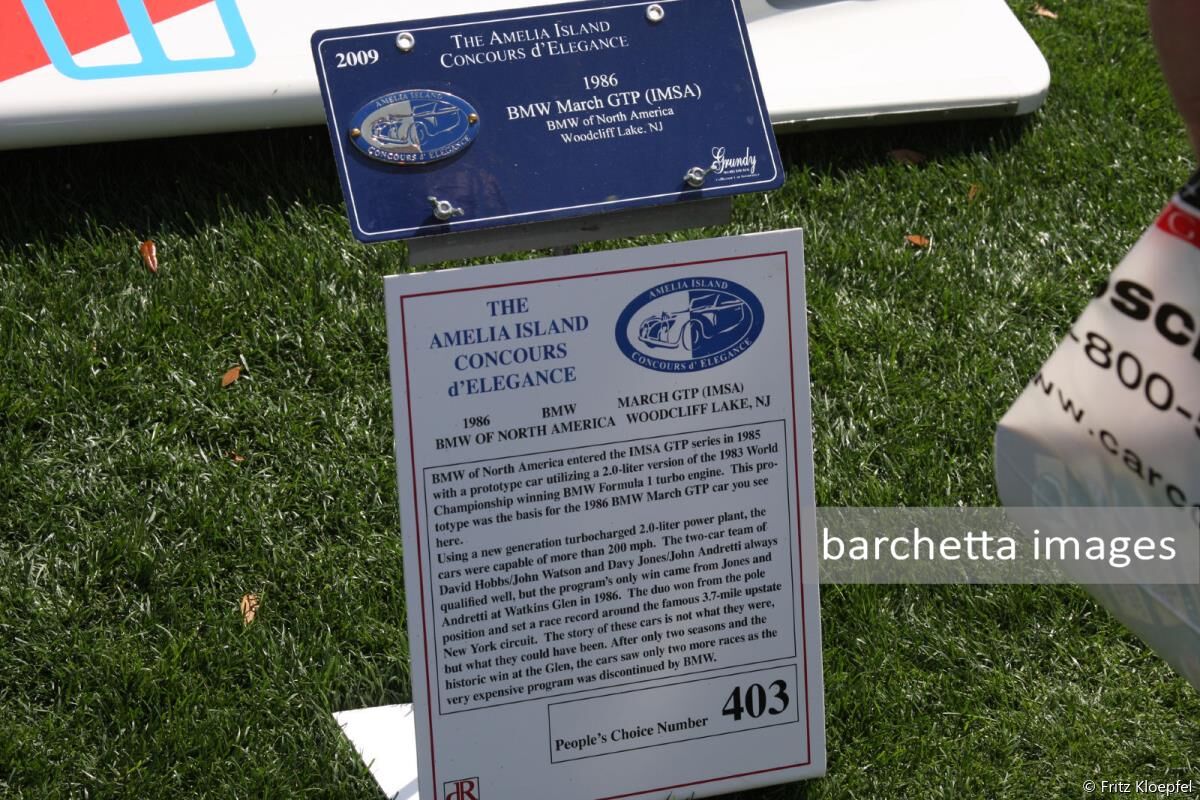 2009
THE AMELIA ISLAND
CONCOURS d'ELEGANCE
1986
BMW MARCH GTP (IMSA)
BMW OF NORTH AMERICA
WOODCLIFF LAKE, NJ
AMELIA ISLAND
CONCOURS d'ELEGANCE
Grundy
THE
AMELIA ISLAND
CONCOURS
d'ELEGANCE
AMELIA ISLAND
CONCOURS d' ELEGANCE
1986 BMW MARCH GTP (IMSA)
BMW OF NORTH AMERICA WOODCLIFF LAKE, NJ
BMW of North America entered the IMSA GTP series in 1985
with a prototype car utilizing a 2.0-liter version of the 1983 World
Championship winning BMW Formula 1 turbo engine. This pro-
totype was the basis for the 1986 BMW March GTP car you see
here.
Using a new generation turbocharged 2.0-liter power plant, the
cars were capable of more than 200 mph. The two-car team of
David Hobbs/John Watson and Davy Jones/John Andretti always
qualified well, but the program's only win came from Jones and
Andretti at Watkins Glen in 1986. The duo won from the pole
position and set a race record around the famous 3.7-mile upstate
New York circuit. The story of these cars is not what they were,
but what they could have been. After only two seasons and the
historic win at the Glen, the cars saw only two more races as the
very expensive program was discontinued by BMW.
People's Choice Number 403
-800-
barchetta images
© Fritz Kloepfel